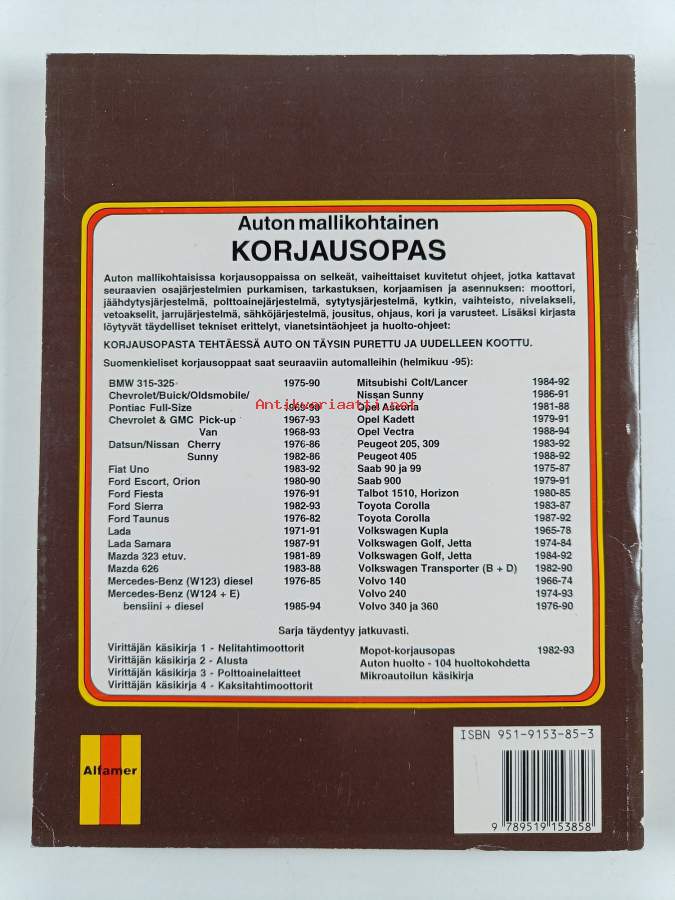 Auton mallikohtainen
KORJAUSOPAS
Auton mallikohtaisissa korjausoppaissa on selkeät, vaiheittaiset kuvitetut ohjeet, jotka kattavat
seuraavien osajärjestelmien purkamisen, tarkastuksen, korjaamisen ja asennuksen: moottori,
jäähdytysjärjestelmä, polttoainejärjestelmä, sytytysjärjestelmä, kytkin, vaihteisto, nivelakseli,
vetoakselit, jarrujärjestelmä, sähköjärjestelmä, jousitus, ohjaus, kori ja varusteet. Lisäksi kirjasta
löytyvät täydelliset tekniset erittelyt, vianetsintäohjeet ja huolto-ohjeet:
KORJAUSOPASTA TEHTÄESSÄ AUTO ON TÄYSIN PURETTU JA UUDELLEEN KOOTTU.
Suomenkieliset korjausoppaat saat seuraaviin automalleihin (helmikuu -95):
BMW 315-325 1975-90
Chevrolet/Buick/Oldsmobile/
Pontiac Full-Size 1969-90
Chevrolet & GMC Pick-up 1967-93
Van 1968-93
Datsun/Nissan Cherry 1976-86
Sunny 1982-86
Fiat Uno 1983-92
Ford Escort, Orion 1980-90
Ford Fiesta 1976-91
Ford Sierra 1982-93
Ford Taunus 1976-82
Lada 1971-91
Lada Samara 1987-91
Mazda 323 etuv. 1981-89
Mazda 626 1983-88
Mercedes-Benz (W123) diesel 1976-85
Mercedes-Benz (W124 + E)
bensiini + diesel 1985-94
Mitsubishi Colt/Lancer 1984-92
Nissan Sunny 1986-91
Opel Ascona 1981-88
Opel Kadett 1979-91
Opel Vectra 1988-94
Peugeot 205, 309 1983-92
Peugeot 405 1988-92
Saab 90 ja 99 1975-87
Saab 900 1979-91
Talbot 1510, Horizon 1980-85
Toyota Corolla 1983-87
Toyota Corolla 1987-92
Volkswagen Kupla 1965-78
Volkswagen Golf, Jetta 1974-84
Volkswagen Golf, Jetta 1984-92
Volkswagen Transporter (B + D) 1982-90
Volvo 140 1966-74
Volvo 240 1974-93
Volvo 340 ja 360 1976-90
Antikvariaatti.net
Sarja täydentyy jatkuvasti.
Virittäjän käsikirja 1 - Nelitahtimoottorit
Virittäjän käsikirja 2 - Alusta
Virittäjän käsikirja 3 - Polttoainelaitteet
Virittäjän käsikirja 4 - Kaksitahtimoottorit
Mopot-korjausopas 1982-93
Auton huolto - 104 huoltokohdetta
Mikroautoilun käsikirja
Alfamer
ISBN 951-9153-85-3
9 789519 153858